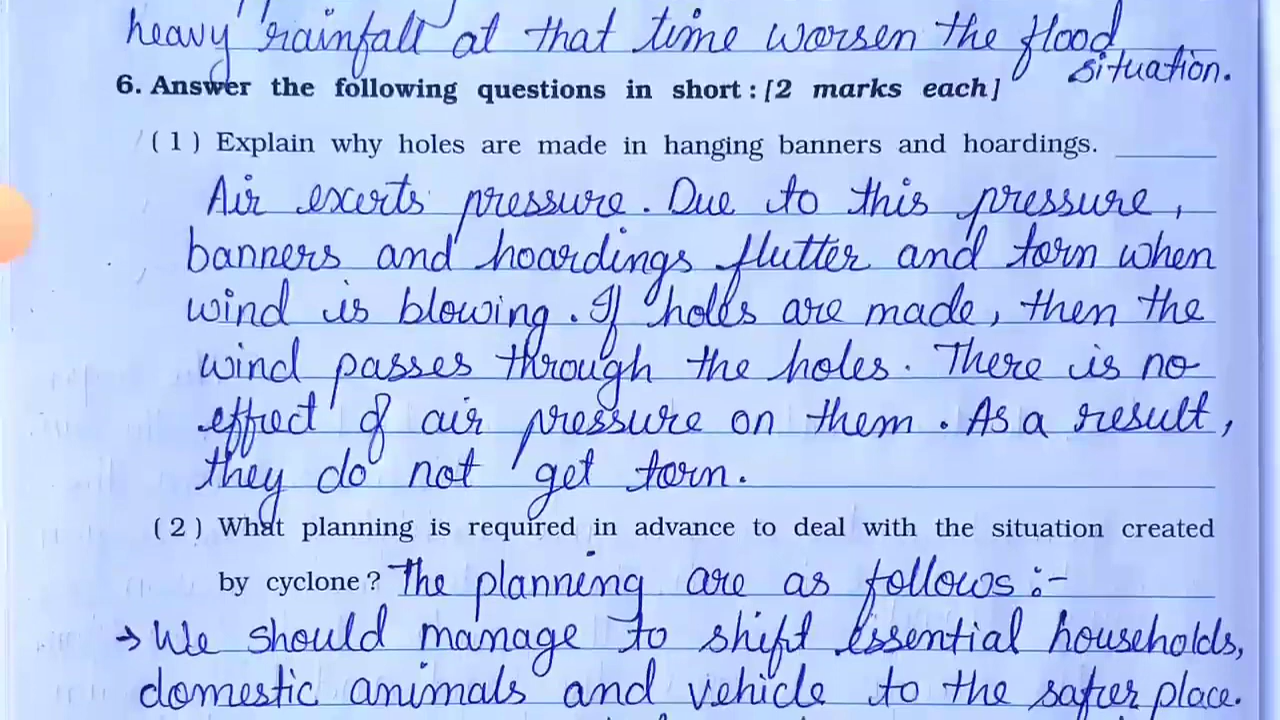 heavy rainfall at that time worsen the flood
situation.
6. Answer the following questions in short : [2 marks each]
( 1 ) Explain why holes are made in hanging banners and hoardings.
Air exerts pressure. Due to this pressure,
banners and hoardings flutter and torn when
wind is blowing. If holes are made, then the
wind passes through the holes. There is no
effect of air pressure on them. As a result,
they do not get torn.
( 2 ) What planning is required in advance to deal with the situation created
by cyclone? The planning are as follows :-
→ We should manage to shift essential households,
domestic animals and vehicle to the safer place.